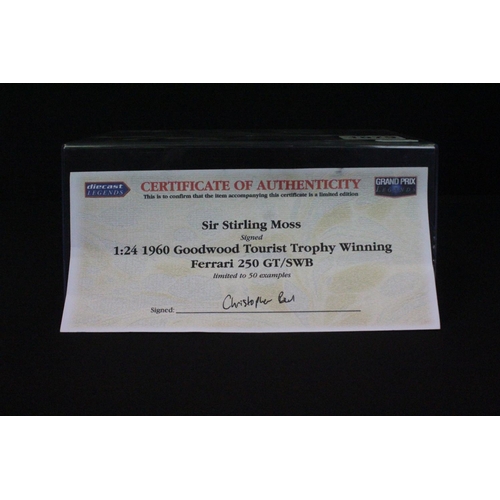 diecast
LEGENDS
CERTIFICATE OF AUTHENTICITY
GRAND PRIX
LEGENDS
This is to confirm that the item accompanying this certificate is a limited edition
Sir Stirling Moss
Signed
1:24 1960 Goodwood Tourist Trophy Winning
Ferrari 250 GT/SWB
limited to 50 examples
Christopher
Signed: